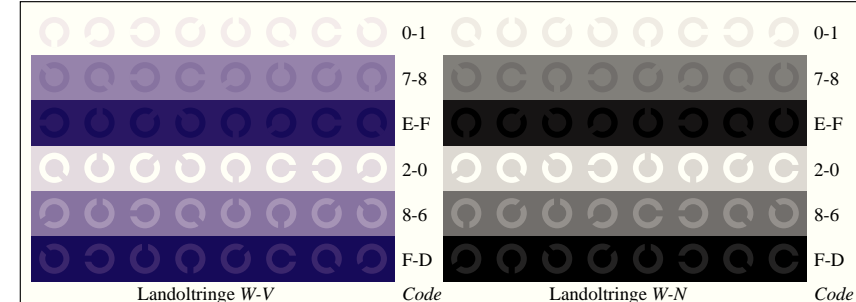 0-1 0-1
7-8 7-8
E-F E-F
2-0 2-0
8-6 8-6
F-D F-D
Landoltringe W-V Code Landoltringe W-N Code